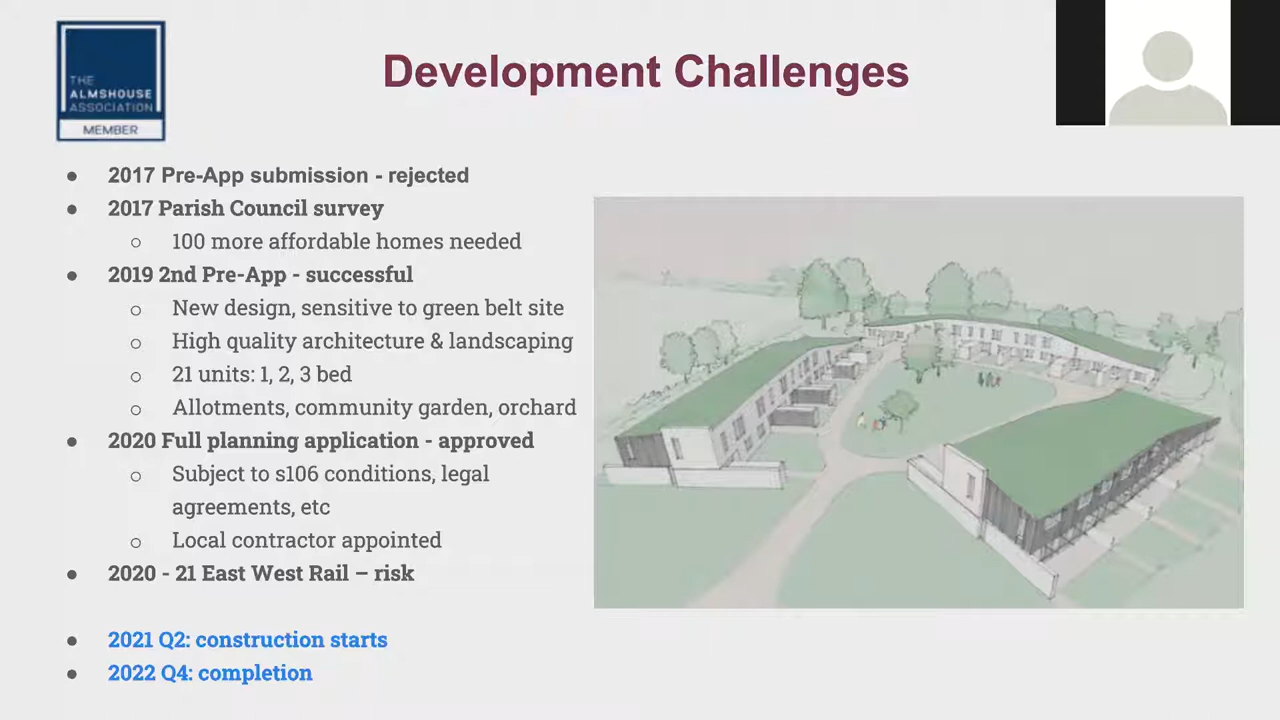 THE
ALMSHOUSE
ASSOCIATION
MEMBER
Development Challenges
● 2017 Pre-App submission - rejected
● 2017 Parish Council survey
○ 100 more affordable homes needed
● 2019 2nd Pre-App - successful
○ New design, sensitive to green belt site
○ High quality architecture & landscaping
○ 21 units: 1, 2, 3 bed
○ Allotments, community garden, orchard
● 2020 Full planning application - approved
○ Subject to s106 conditions, legal
agreements, etc
○ Local contractor appointed
● 2020 - 21 East West Rail – risk
● 2021 Q2: construction starts
● 2022 Q4: completion